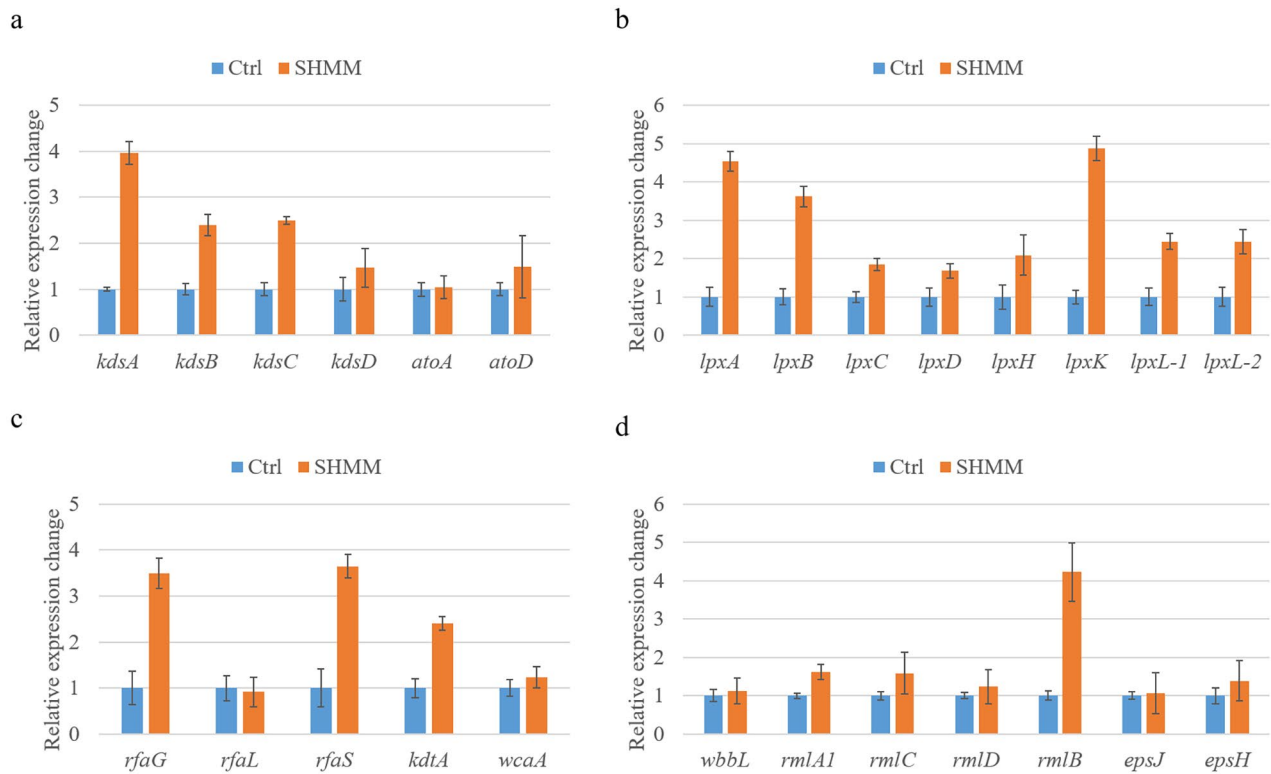 a
Ctrl SHMM
Relative expression change
5
4
3
2
1
0
kdsA kdsB kdsC kdsD atoA atoD
b
Ctrl SHMM
Relative expression change
6
5
4
3
2
1
0
lpxA lpxB lpxC lpxD lpxH lpxK lpxL-1 lpxL-2
c
Ctrl SHMM
Relative expression change
5
4
3
2
1
0
rfaG rfaL rfaS kdtA wcaA
d
Ctrl SHMM
Relative expression change
6
5
4
3
2
1
0
wbbL rmlA1 rmlC rmlD rmlB epsJ epsH